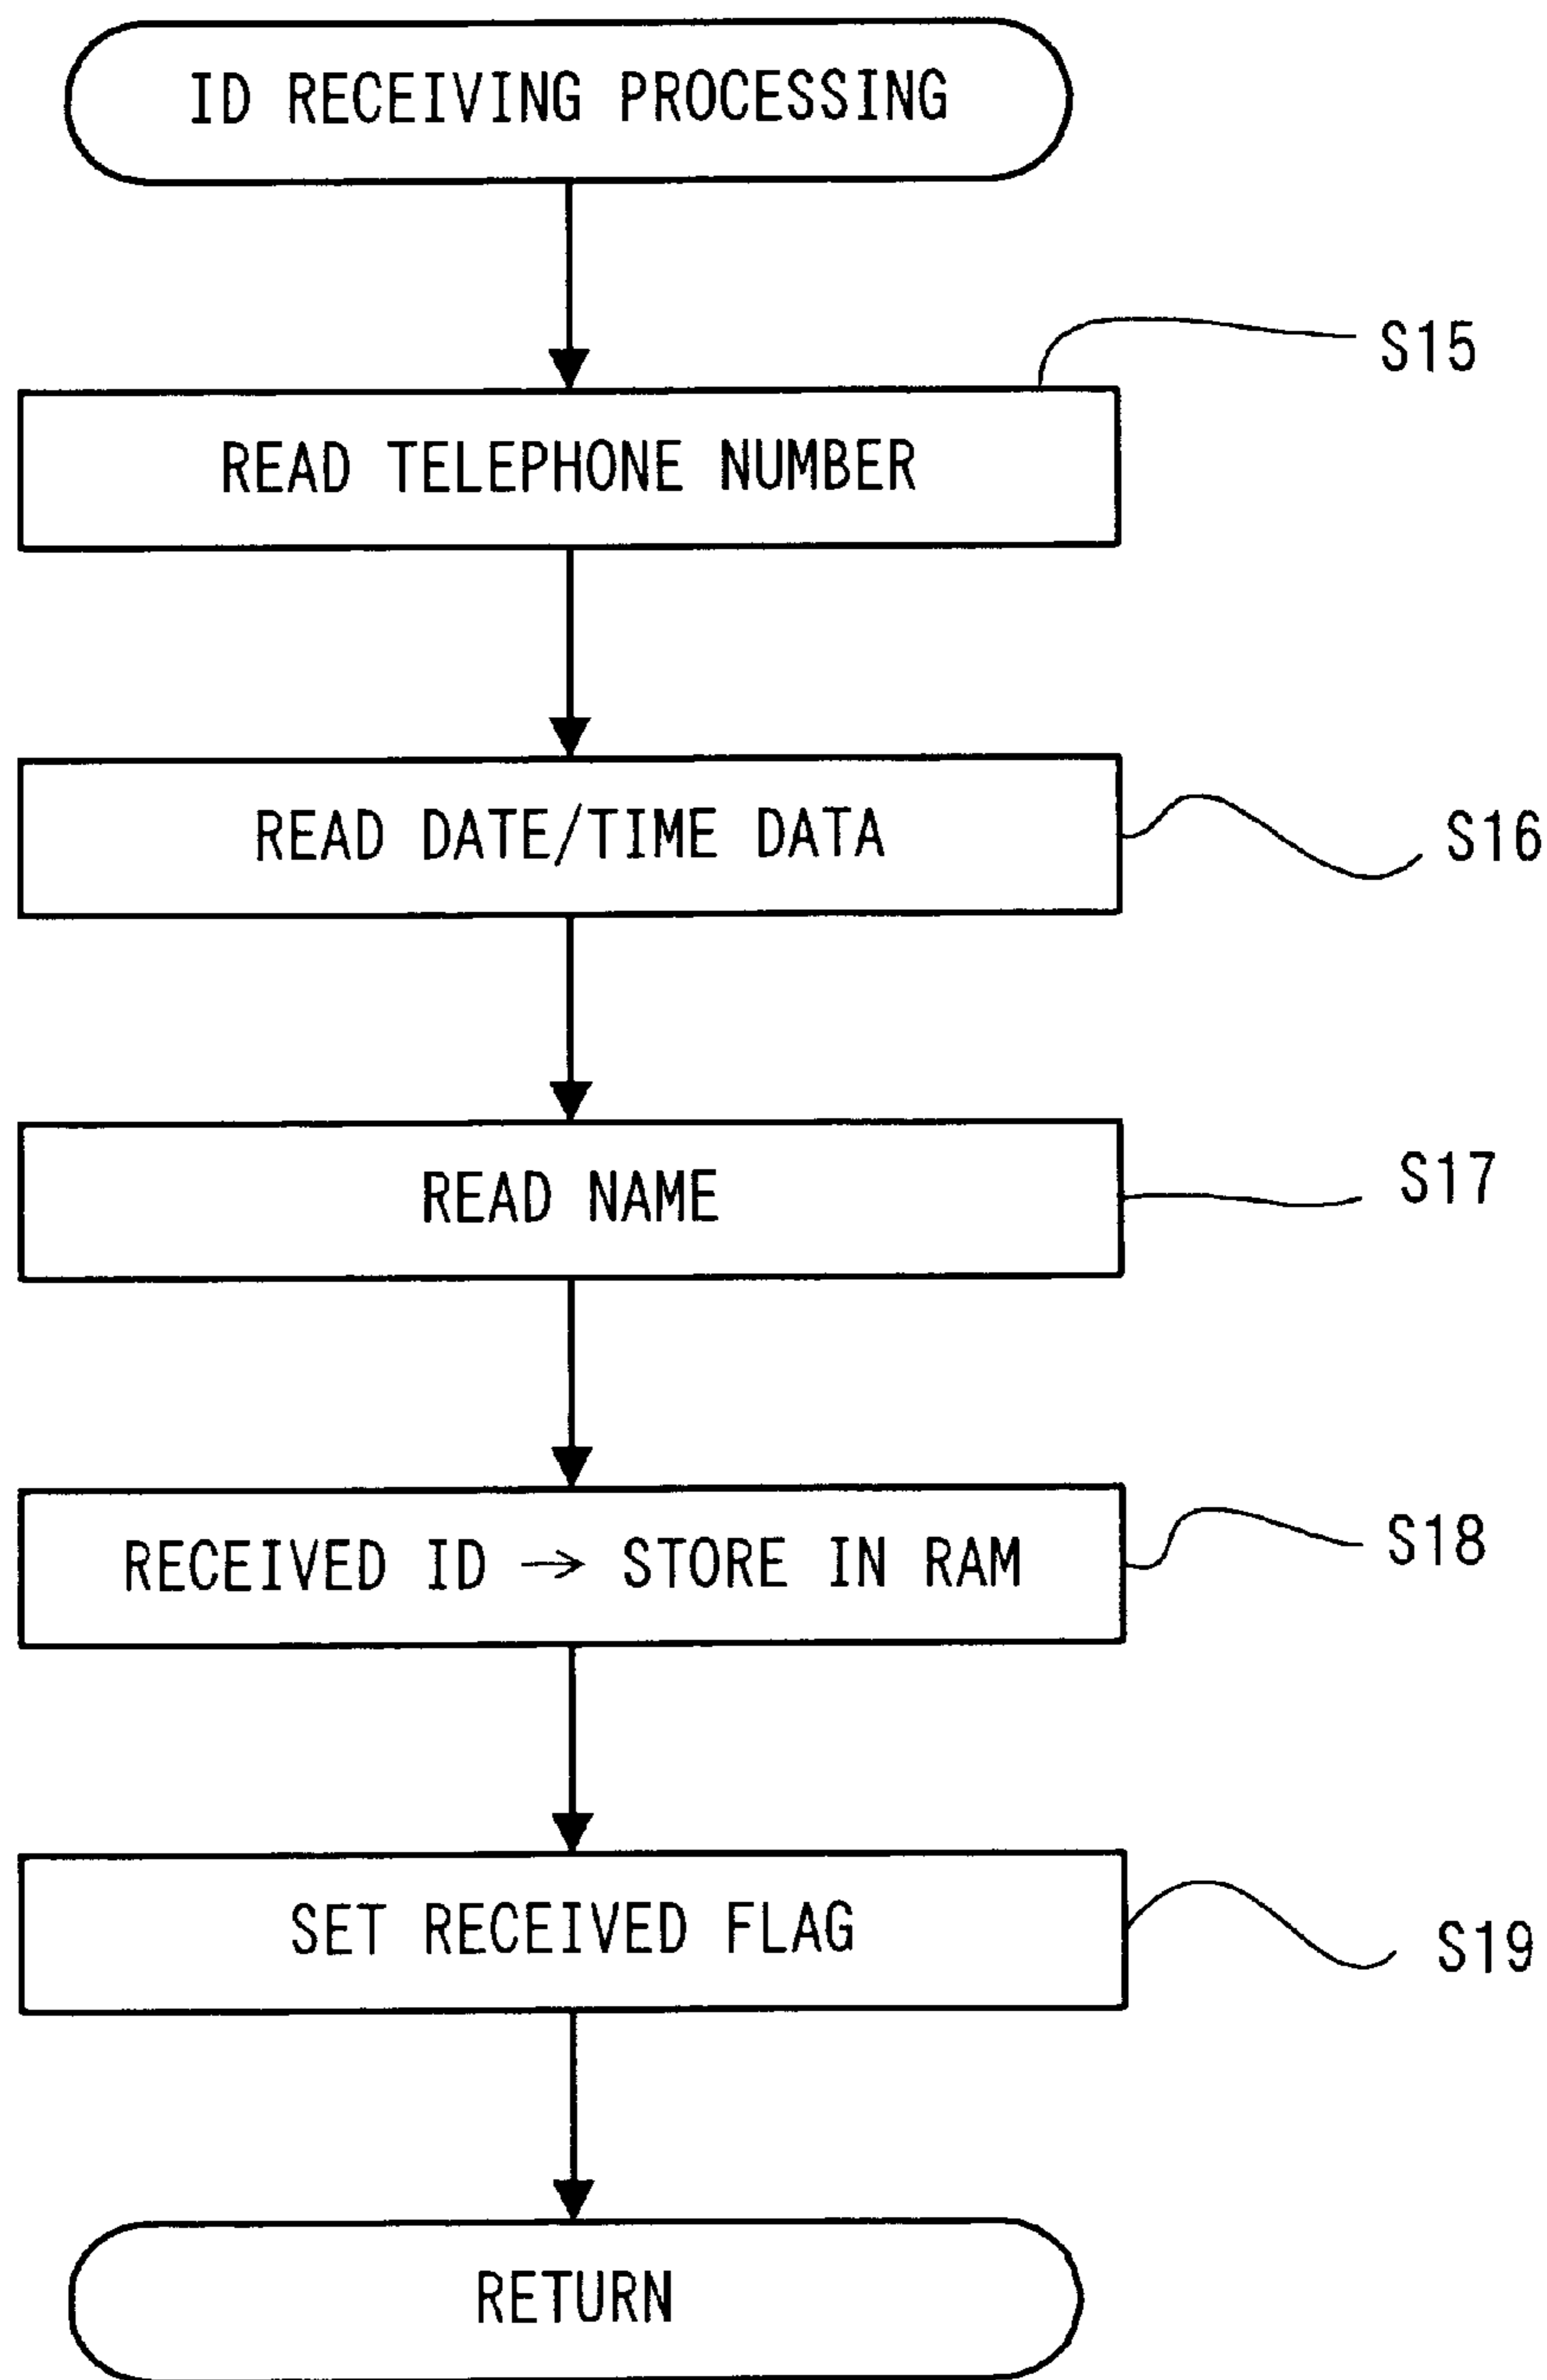 ID RECEIVING PROCESSING
S15
READ TELEPHONE NUMBER
READ DATE/TIME DATA
S16
READ NAME
S17
RECEIVED ID → STORE IN RAM
S18
SET RECEIVED FLAG
S19
RETURN